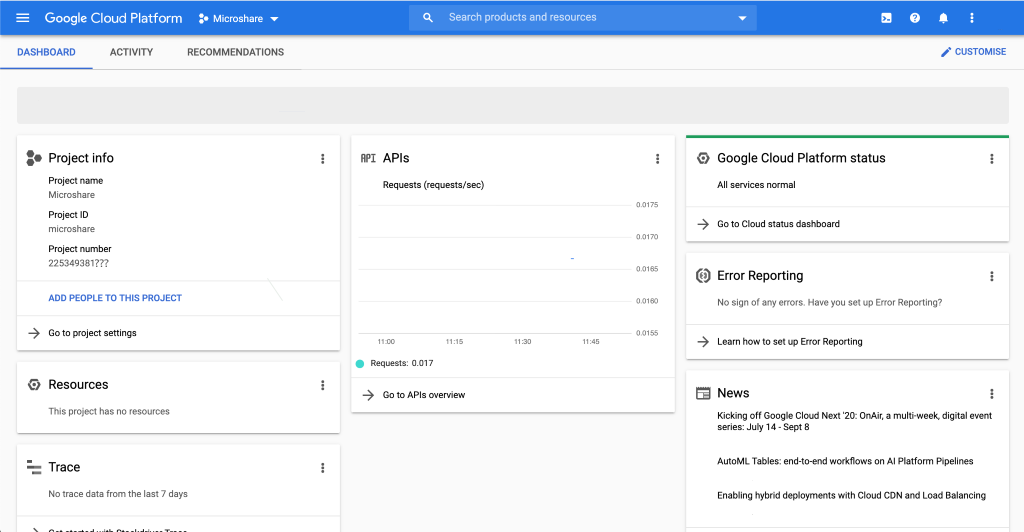 Google Cloud Platform
Microshare
Search products and resources
DASHBOARD
ACTIVITY
RECOMMENDATIONS
CUSTOMISE
Project info
Project name
Microshare
Project ID
microshare
Project number
225349381???
ADD PEOPLE TO THIS PROJECT
Go to project settings
Resources
This project has no resources
Trace
No trace data from the last 7 days
Get started with Stackdriver Trace
API APIs
Requests (requests/sec)
0.0175
0.0170
0.0165
0.0160
0.0155
11:00
11:15
11:30
11:45
Requests: 0.017
Go to APIs overview
Google Cloud Platform status
All services normal
Go to Cloud status dashboard
Error Reporting
No sign of any errors. Have you set up Error Reporting?
Learn how to set up Error Reporting
News
Kicking off Google Cloud Next '20: OnAir, a multi-week, digital event
series: July 14 - Sept 8
AutoML Tables: end-to-end workflows on AI Platform Pipelines
Enabling hybrid deployments with Cloud CDN and Load Balancing